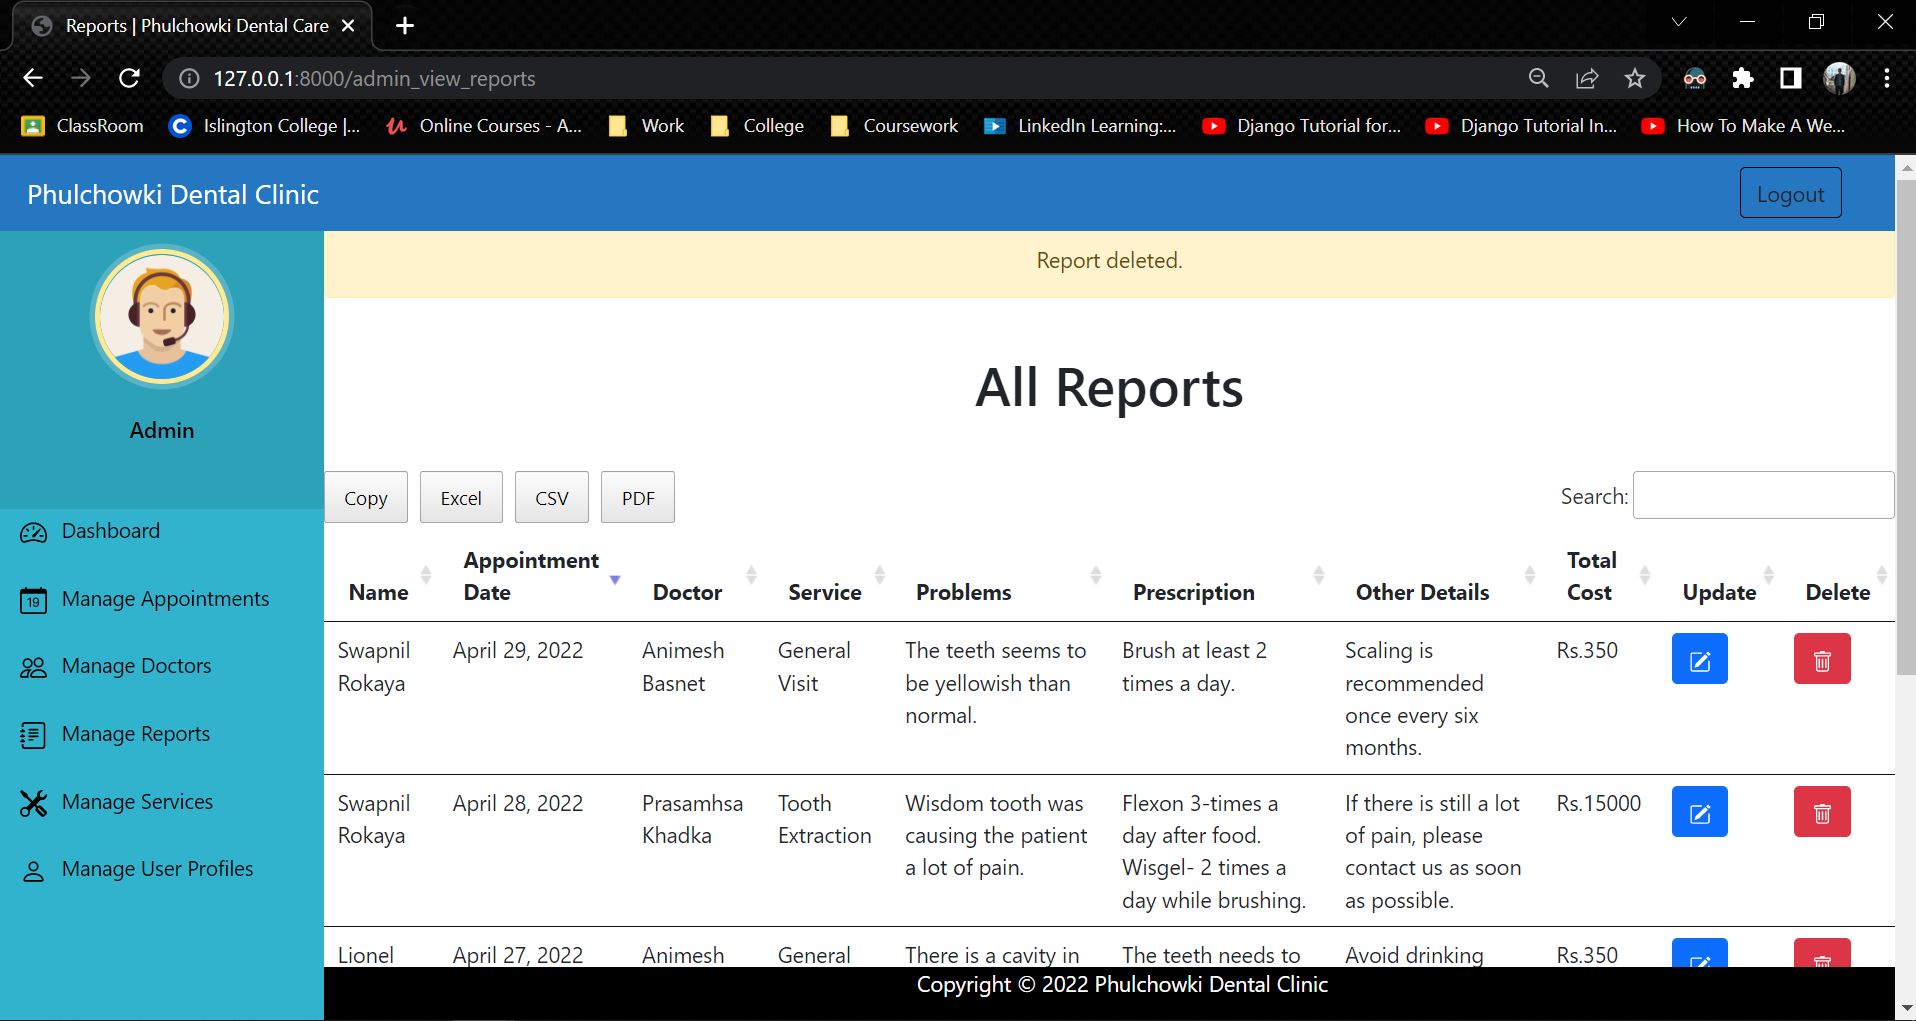 Reports | Phulchowki Dental Care
127.0.0.1:8000/admin_view_reports
ClassRoom
Islington College |...
Online Courses - A...
Work
College
Coursework
LinkedIn Learning:...
Django Tutorial for...
Django Tutorial In...
How To Make A We...
Phulchowki Dental Clinic
Logout
Report deleted.
Admin
All Reports
Dashboard
19
Manage Appointments
Manage Doctors
Manage Reports
Manage Services
Manage User Profiles
Copy
Excel
CSV
PDF
Search:
Name
Appointment
Date
Doctor
Service
Problems
Prescription
Other Details
Total
Cost
Update
Delete
Swapnil
Rokaya
April 29, 2022
Animesh
Basnet
General
Visit
The teeth seems to
be yellowish than
normal.
Brush at least 2
times a day.
Scaling is
recommended
once every six
months.
Rs.350
Swapnil
Rokaya
April 28, 2022
Prasamhsa
Khadka
Tooth
Extraction
Wisdom tooth was
causing the patient
a lot of pain.
Flexon 3-times a
day after food.
Wisgel- 2 times a
day while brushing.
If there is still a lot
of pain, please
contact us as soon
as possible.
Rs.15000
Lionel
April 27, 2022
Animesh
General
There is a cavity in
The teeth needs to
Avoid drinking
Rs.350
Copyright © 2022 Phulchowki Dental Clinic